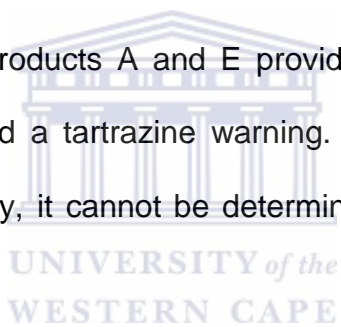 roducts A and E provid
d a tartrazine warning.
y, it cannot be determin
UNIVERSITY of the
WESTERN CAPE